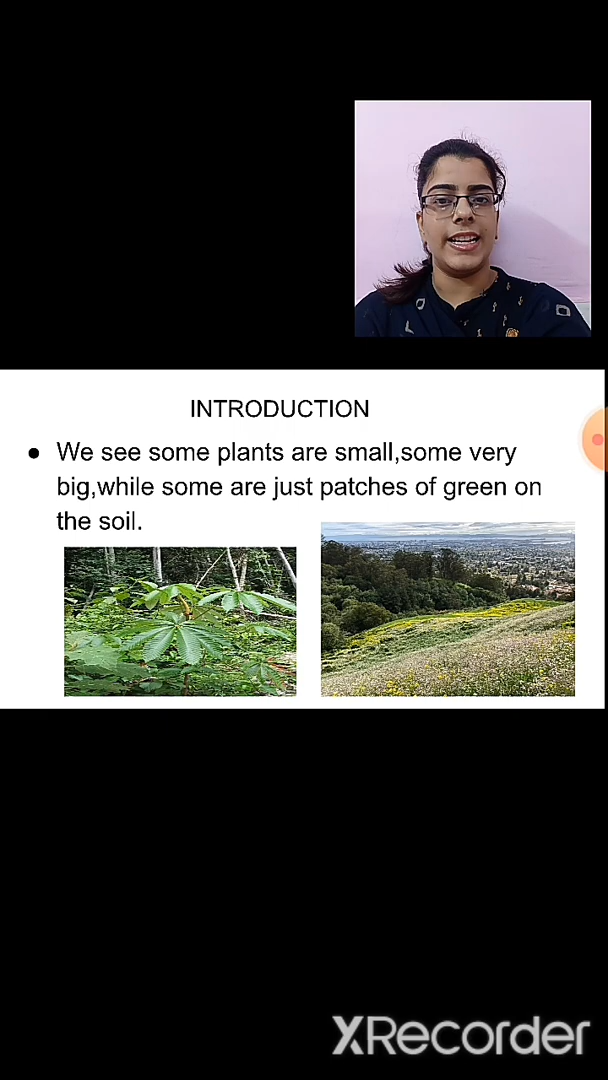 INTRODUCTION
● We see some plants are small,some very
big,while some are just patches of green on
the soil.
XRecorder